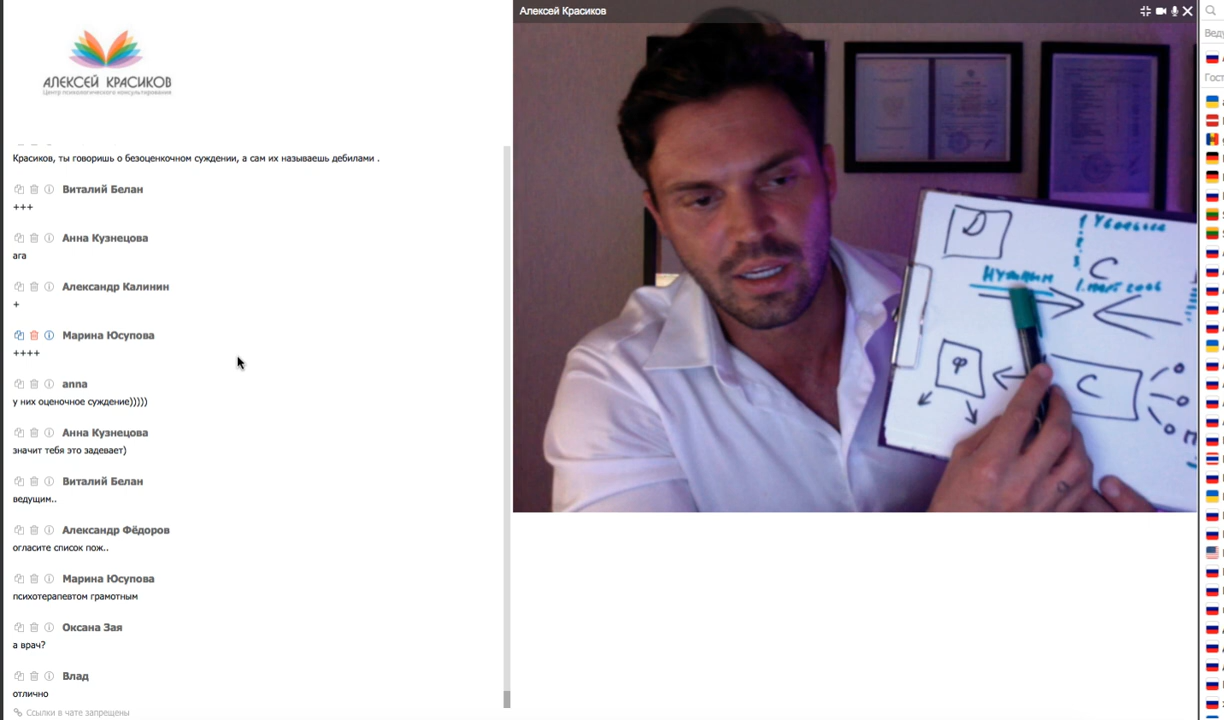 АЛЕКСЕЙ КРАСИКОВ
Центр психологического консультирования
Красиков, ты говоришь о безоценочном суждении, а сам их называешь дебилами .
Виталий Белан
+++
Анна Кузнецова
ага
Александр Калинин
+
Марина Юсупова
++++
anna
у них оценочное суждение)))))
Анна Кузнецова
значит тебя это задевает)
Виталий Белан
ведущим..
Александр Фёдоров
огласите список пож..
Марина Юсупова
психотерапевтом грамотным
Оксана Зая
а врач?
Влад
отлично
Ссылки в чате запрещены
Алексей Красиков
D
С
Ф
С
Веду
Гост